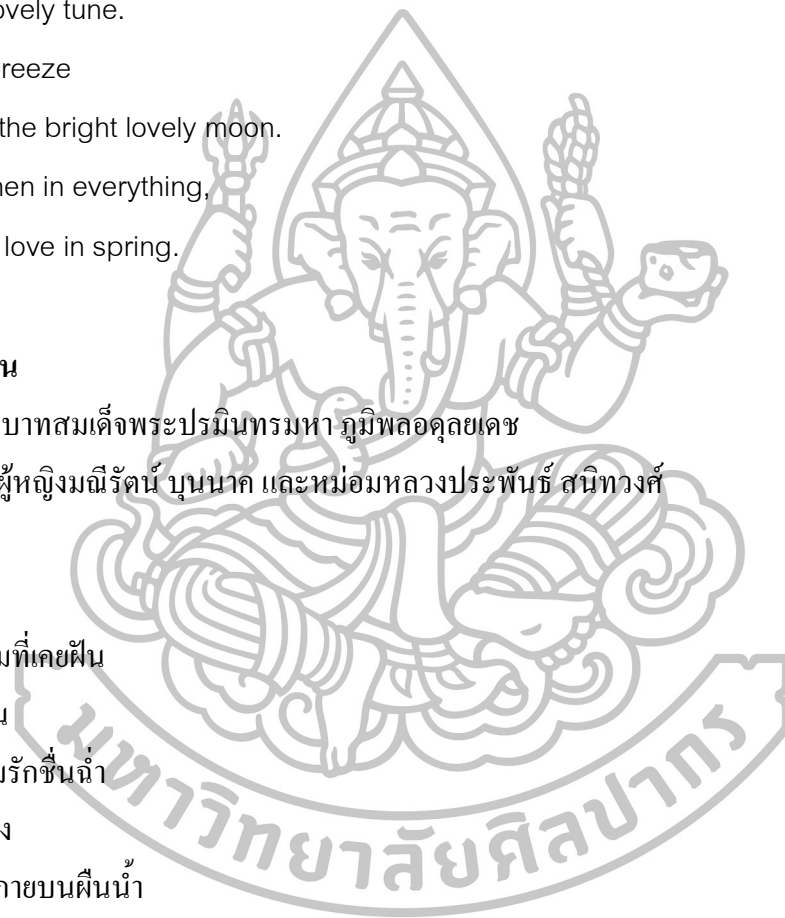 ovely tune.
reeze
the bright lovely moon.
hen in everything,
love in spring.
น
บาทสมเด็จพระปรมินทรมหา ภูมิพลอดุลยเดช
ผู้หญิงมณีรัตน์ บุนนาค และหม่อมหลวงประพันธ์ สนิทวงศ์
มที่เคยฝัน
น
มรักชื่นฉ่ำ
ง
กายบนผืนน้ำ
มหาวิทยาลัยศิลปากร